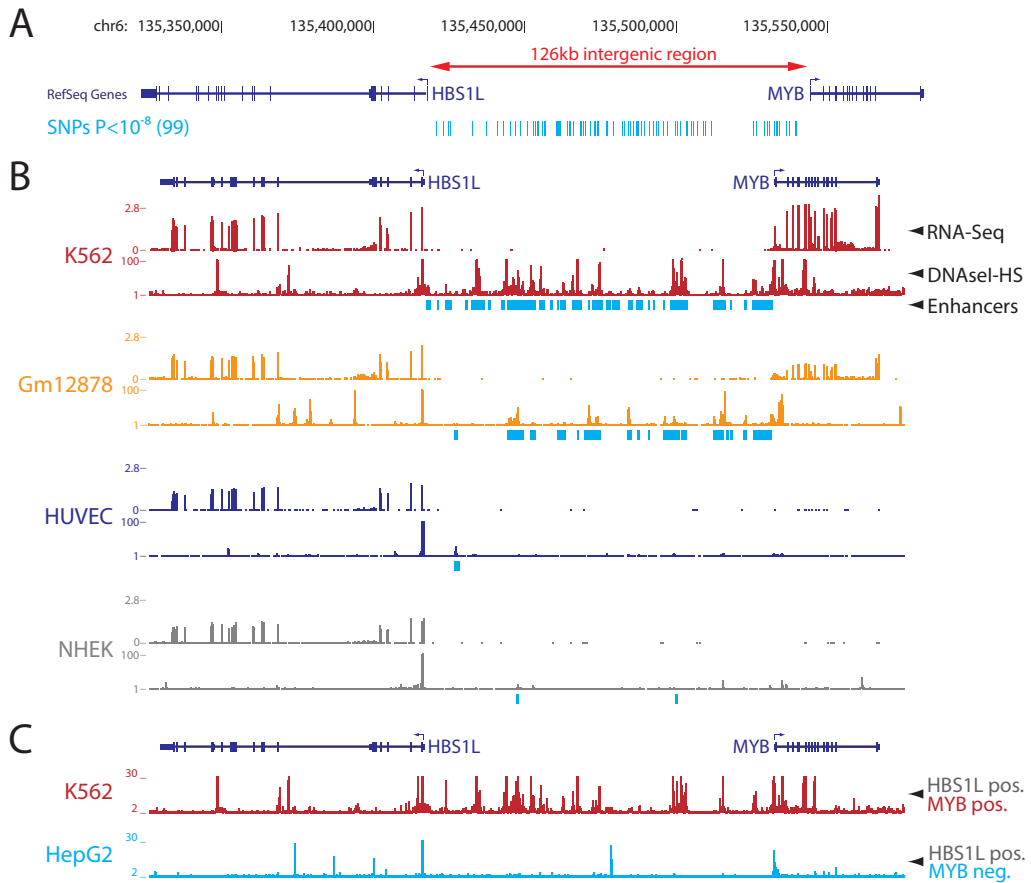 A
chr6: 135,350,000 135,400,000 135,450,000 135,500,000 135,550,000
126kb intergenic region
RefSeq Genes HBS1L MYB
SNPs P<10⁻⁸ (99)
B
HBS1L MYB
2.8
0
K562
RNA-Seq
100
1
DNAseI-HS
Enhancers
2.8
0
Gm12878
100
1
2.8
0
HUVEC
100
1
2.8
0
NHEK
100
1
C
HBS1L MYB
30
2
K562
HBS1L pos.
MYB pos.
30
2
HepG2
HBS1L pos.
MYB neg.